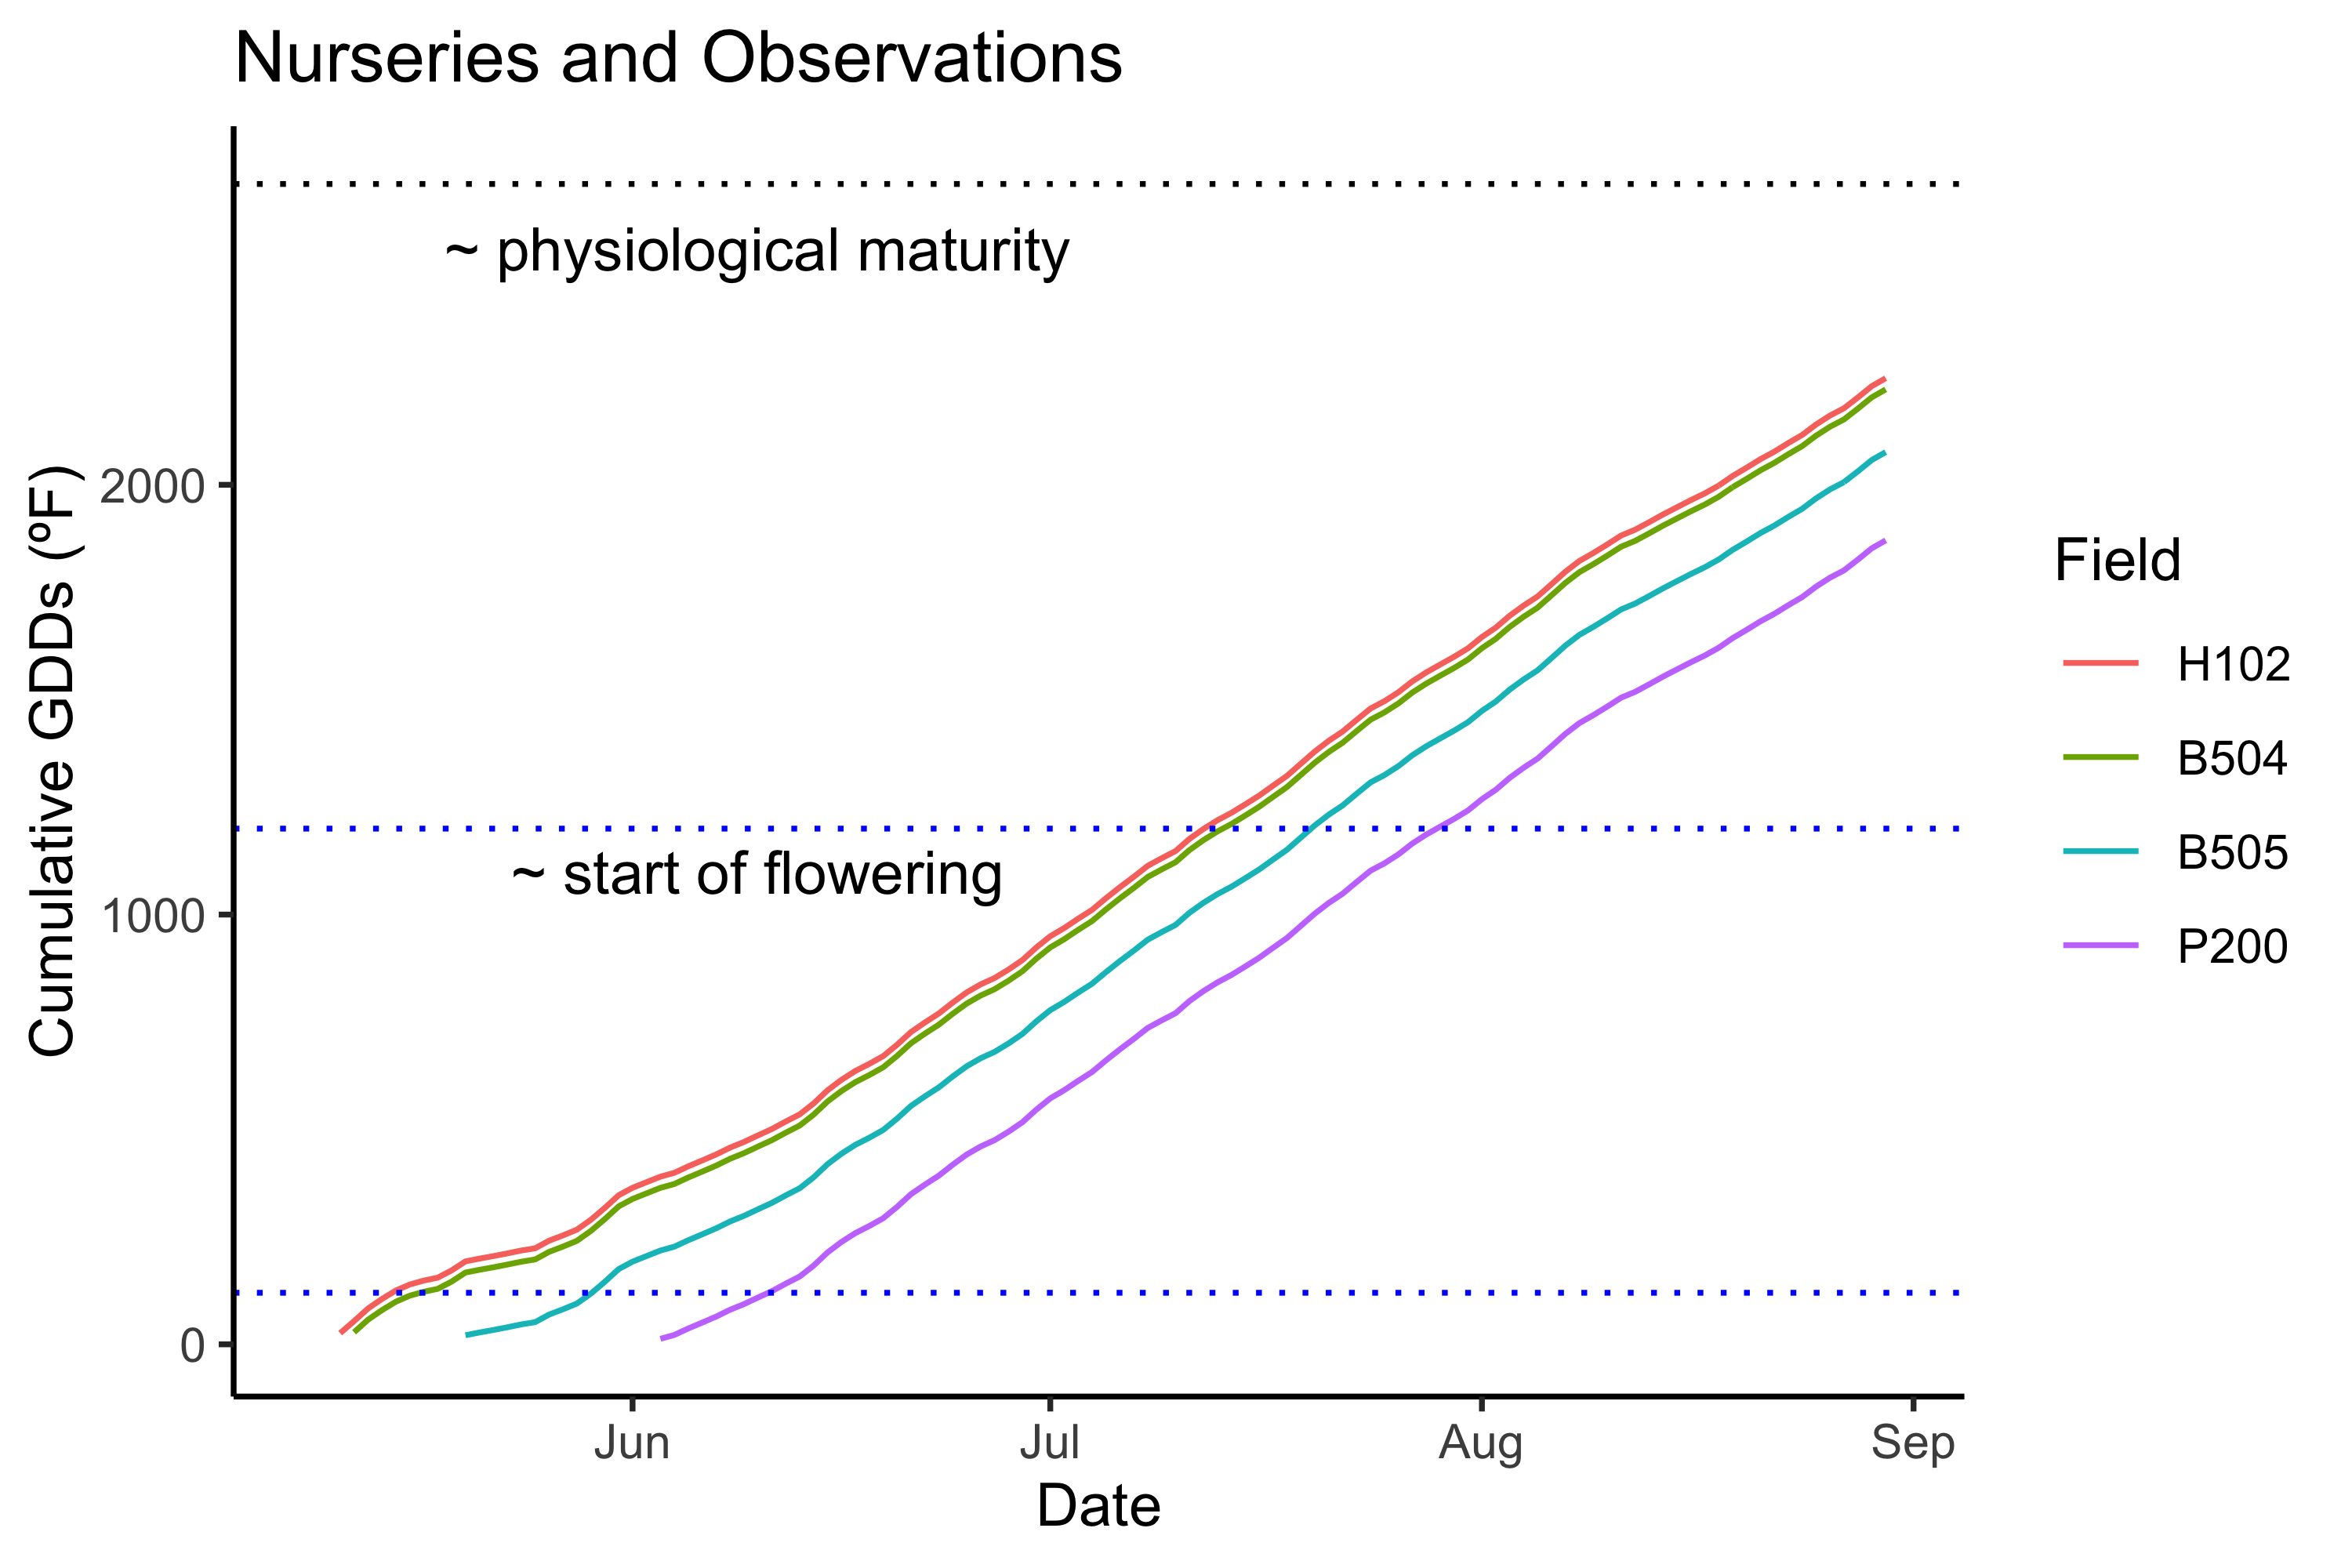 Nurseries and Observations
~ physiological maturity
~ start of flowering
Cumulative GDDs (ºF)
2000
1000
0
Jun
Jul
Aug
Sep
Date
Field
H102
B504
B505
P200